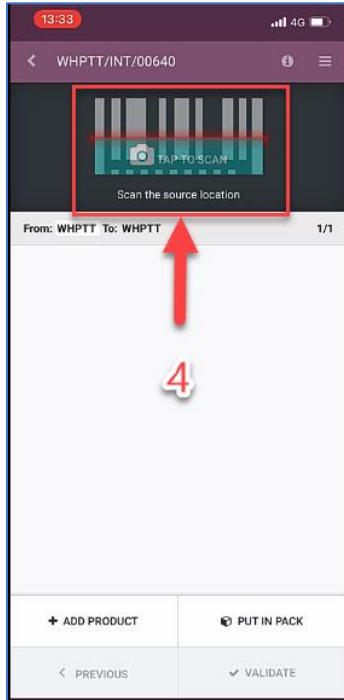 13:33 4G
WHPTT/INT/00640
TAP TO SCAN
Scan the source location
From: WHPTT To: WHPTT 1/1
4
+ ADD PRODUCT PUT IN PACK
< PREVIOUS ✔ VALIDATE